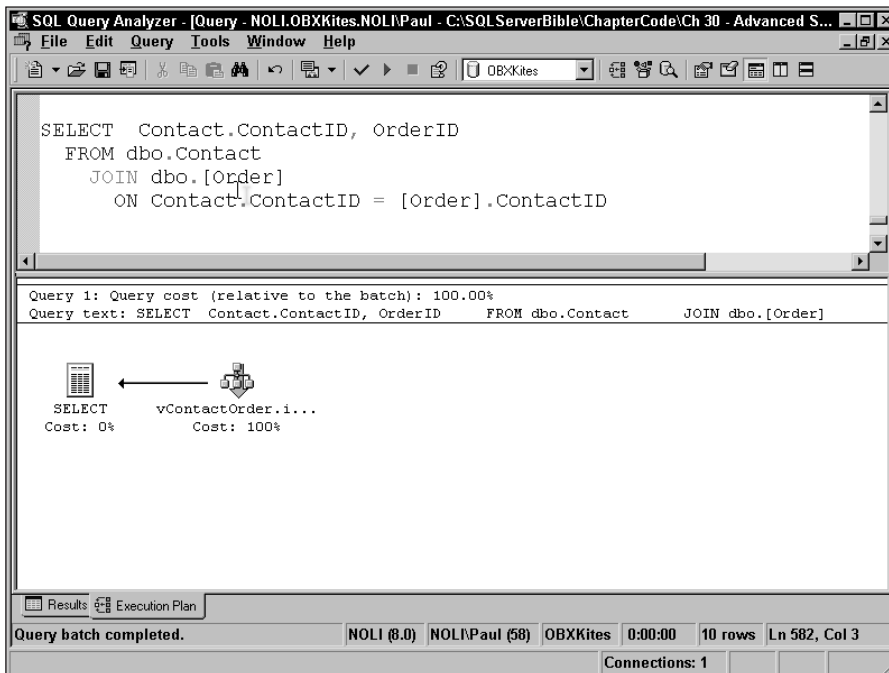 SQL Query Analyzer - [Query - NOLI.OBXKites.NOLI\Paul - C:\SQLServerBible\ChapterCode\Ch 30 - Advanced S...
File Edit Query Tools Window Help
OBXKites
SELECT Contact.ContactID, OrderID
FROM dbo.Contact
JOIN dbo.[Order]
ON Contact.ContactID = [Order].ContactID
Query 1: Query cost (relative to the batch): 100.00%
Query text: SELECT Contact.ContactID, OrderID FROM dbo.Contact JOIN dbo.[Order]
SELECT vContactOrder.i...
Cost: 0% Cost: 100%
Results Execution Plan
Query batch completed. NOLI (8.0) NOLI\Paul (58) OBXKites 0:00:00 10 rows Ln 582, Col 3
Connections: 1